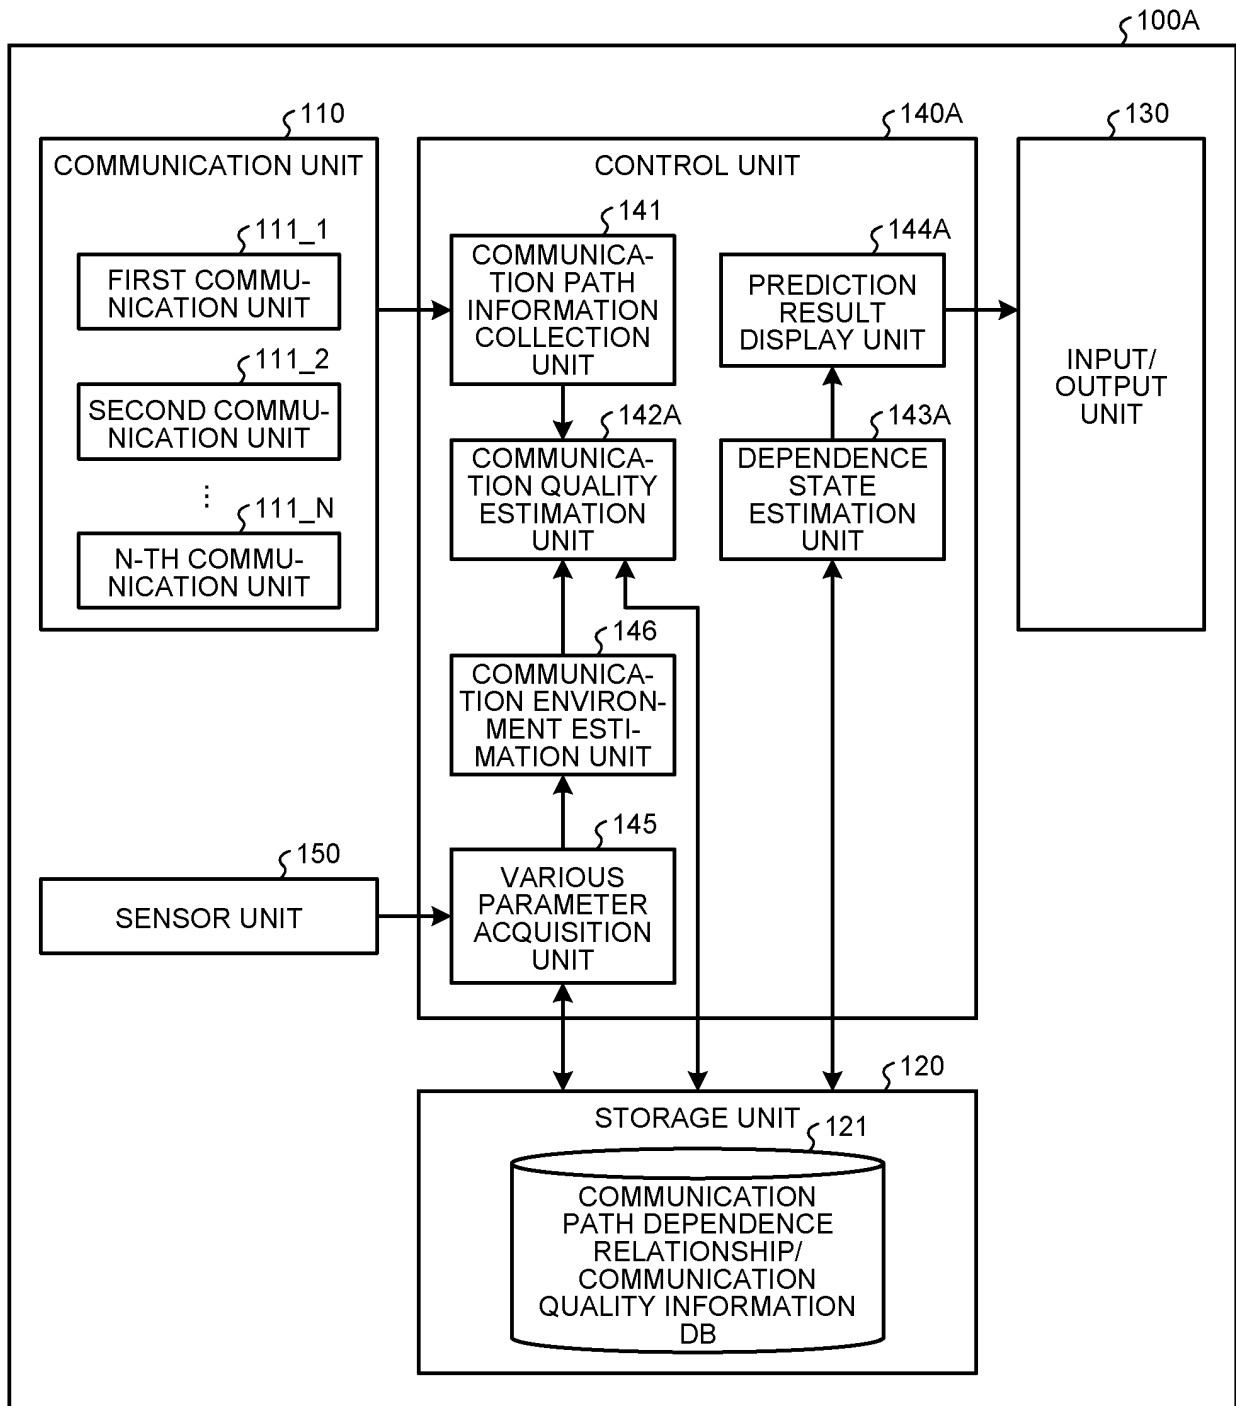 100A
110
COMMUNICATION UNIT
111_1
FIRST COMMU-
NICATION UNIT
111_2
SECOND COMMU-
NICATION UNIT
⋮
111_N
N-TH COMMU-
NICATION UNIT
140A
CONTROL UNIT
141
COMMUNICA-
TION PATH
INFORMATION
COLLECTION
UNIT
144A
PREDICTION
RESULT
DISPLAY UNIT
142A
COMMUNICA-
TION QUALITY
ESTIMATION
UNIT
143A
DEPENDENCE
STATE
ESTIMATION
UNIT
146
COMMUNICA-
TION ENVIRON-
MENT ESTI-
MATION UNIT
145
VARIOUS
PARAMETER
ACQUISITION
UNIT
130
INPUT/
OUTPUT
UNIT
150
SENSOR UNIT
120
STORAGE UNIT
121
COMMUNICATION
PATH DEPENDENCE
RELATIONSHIP/
COMMUNICATION
QUALITY INFORMATION
DB